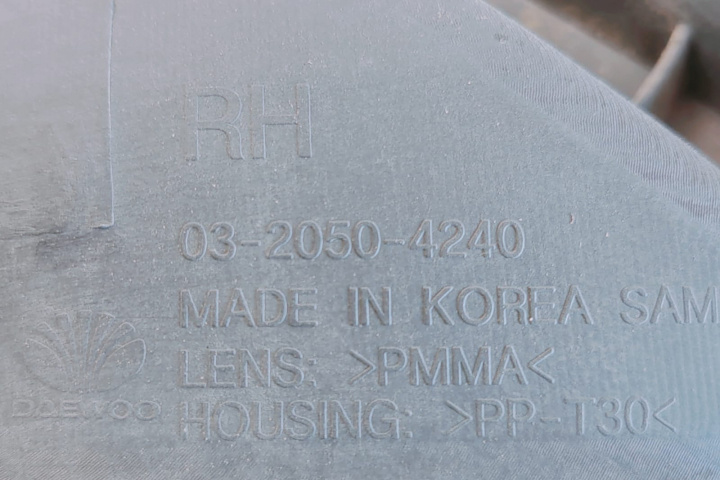 RH
03-2050-4240
MADE IN KOREA SAM
LENS: >PMMA<
DAEWOO
HOUSING: >PP-T30<